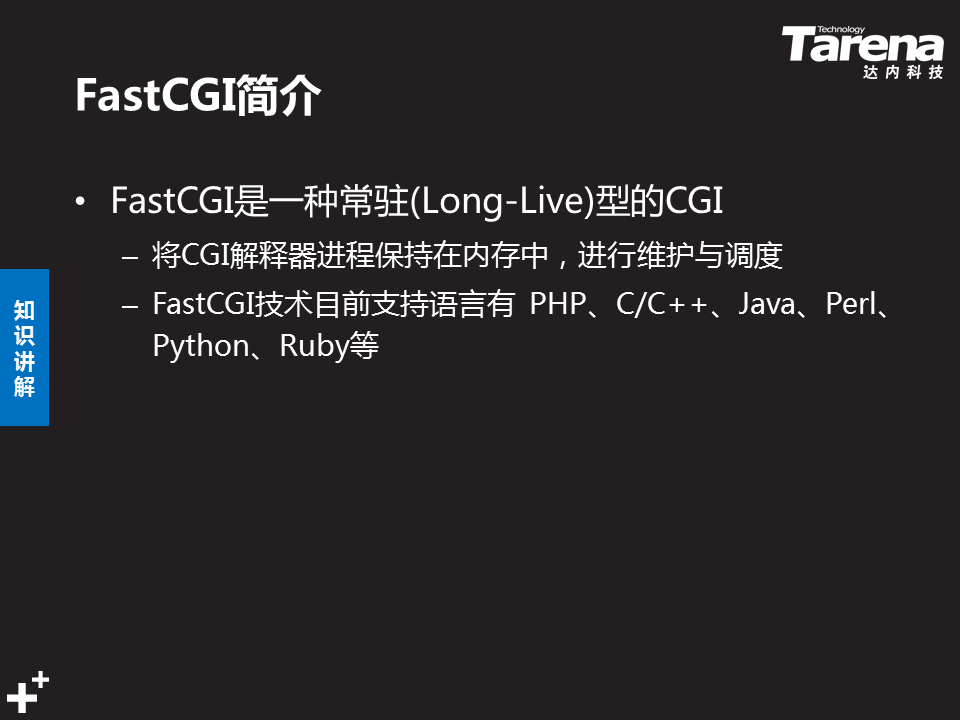 Technology
Tarena
达内科技
FastCGI简介
• FastCGI是一种常驻(Long-Live)型的CGI
– 将CGI解释器进程保持在内存中，进行维护与调度
– FastCGI技术目前支持语言有 PHP、C/C++、Java、Perl、
Python、Ruby等
知
识
讲
解